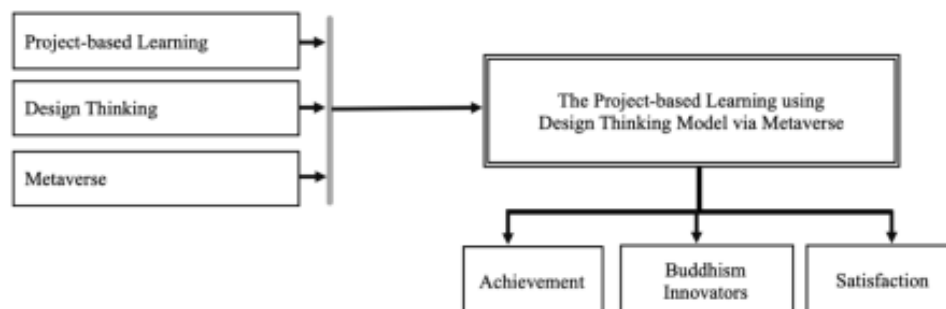 Project-based Learning
Design Thinking
Metaverse
The Project-based Learning using
Design Thinking Model via Metaverse
Achievement
Buddhism
Innovators
Satisfaction